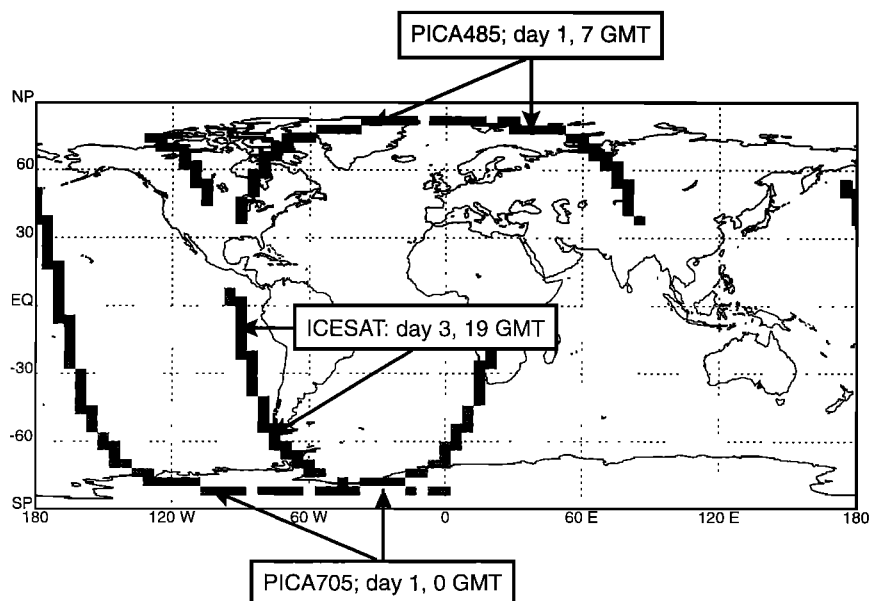 PICA485; day 1, 7 GMT
NP
60
30
EQ
ICESAT: day 3, 19 GMT
-30
-60
SP
180 120 W 60 W 0 60 E 120 E 180
PICA705; day 1, 0 GMT